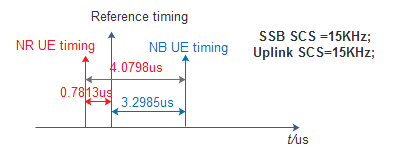 Reference timing
SSB SCS =15KHz;
Uplink SCS=15KHz;
NR UE timing
NB UE timing
4.0798us
0.7813us
3.2985us
t/us